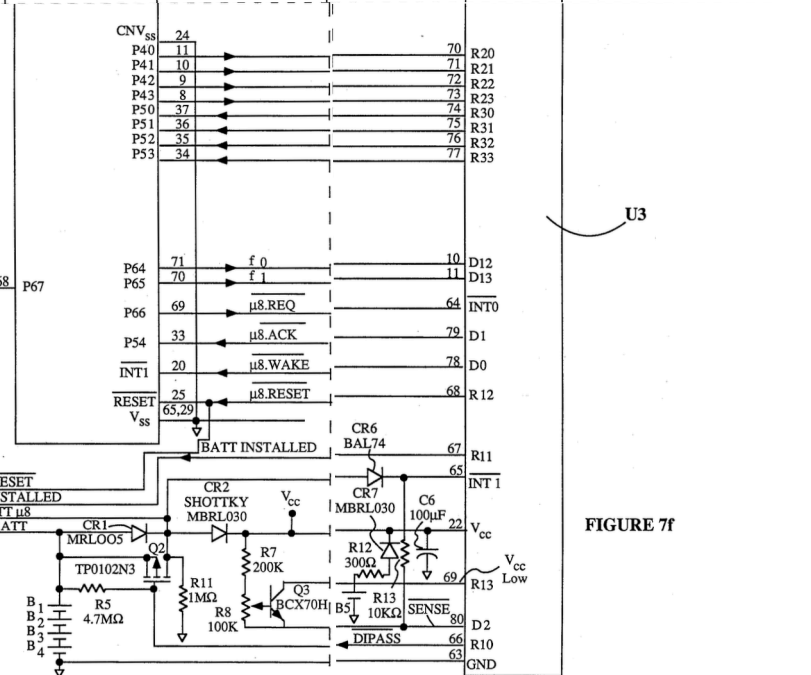 CNVss 24
P40 11 70 R20
P41 10 71 R21
P42 9 72 R22
P43 8 73 R23
P50 37 74 R30
P51 36 75 R31
P52 35 76 R32
P53 34 77 R33
U3
P64 71 f 0 10 D12
P65 70 f 1 11 D13
68 P67
P66 69 μ8.REQ 64 INT0
P54 33 μ8.ACK 79 D1
INT1 20 μ8.WAKE 78 D0
RESET 25 μ8.RESET 68 R12
Vss 65,29
CR6
BAL74
BATT INSTALLED 67 R11
65 INT 1
ESET
STALLED
CR2
SHOTTKY
MBRL030
Vcc
CR7
MBRL030
C6
100μF
TT μ8
ATT
CR1
MRLOO5
22 Vcc
FIGURE 7f
Q2
TP0102N3
R7
200K
R12
300Ω
Vcc
Low
69 R13
R5
4.7MΩ
R11
1MΩ
R8
100K
Q3
BCX70H
B5
R13
10KΩ
SENSE
B1
B2
B3
B4
80 D2
DIPASS 66 R10
63 GND